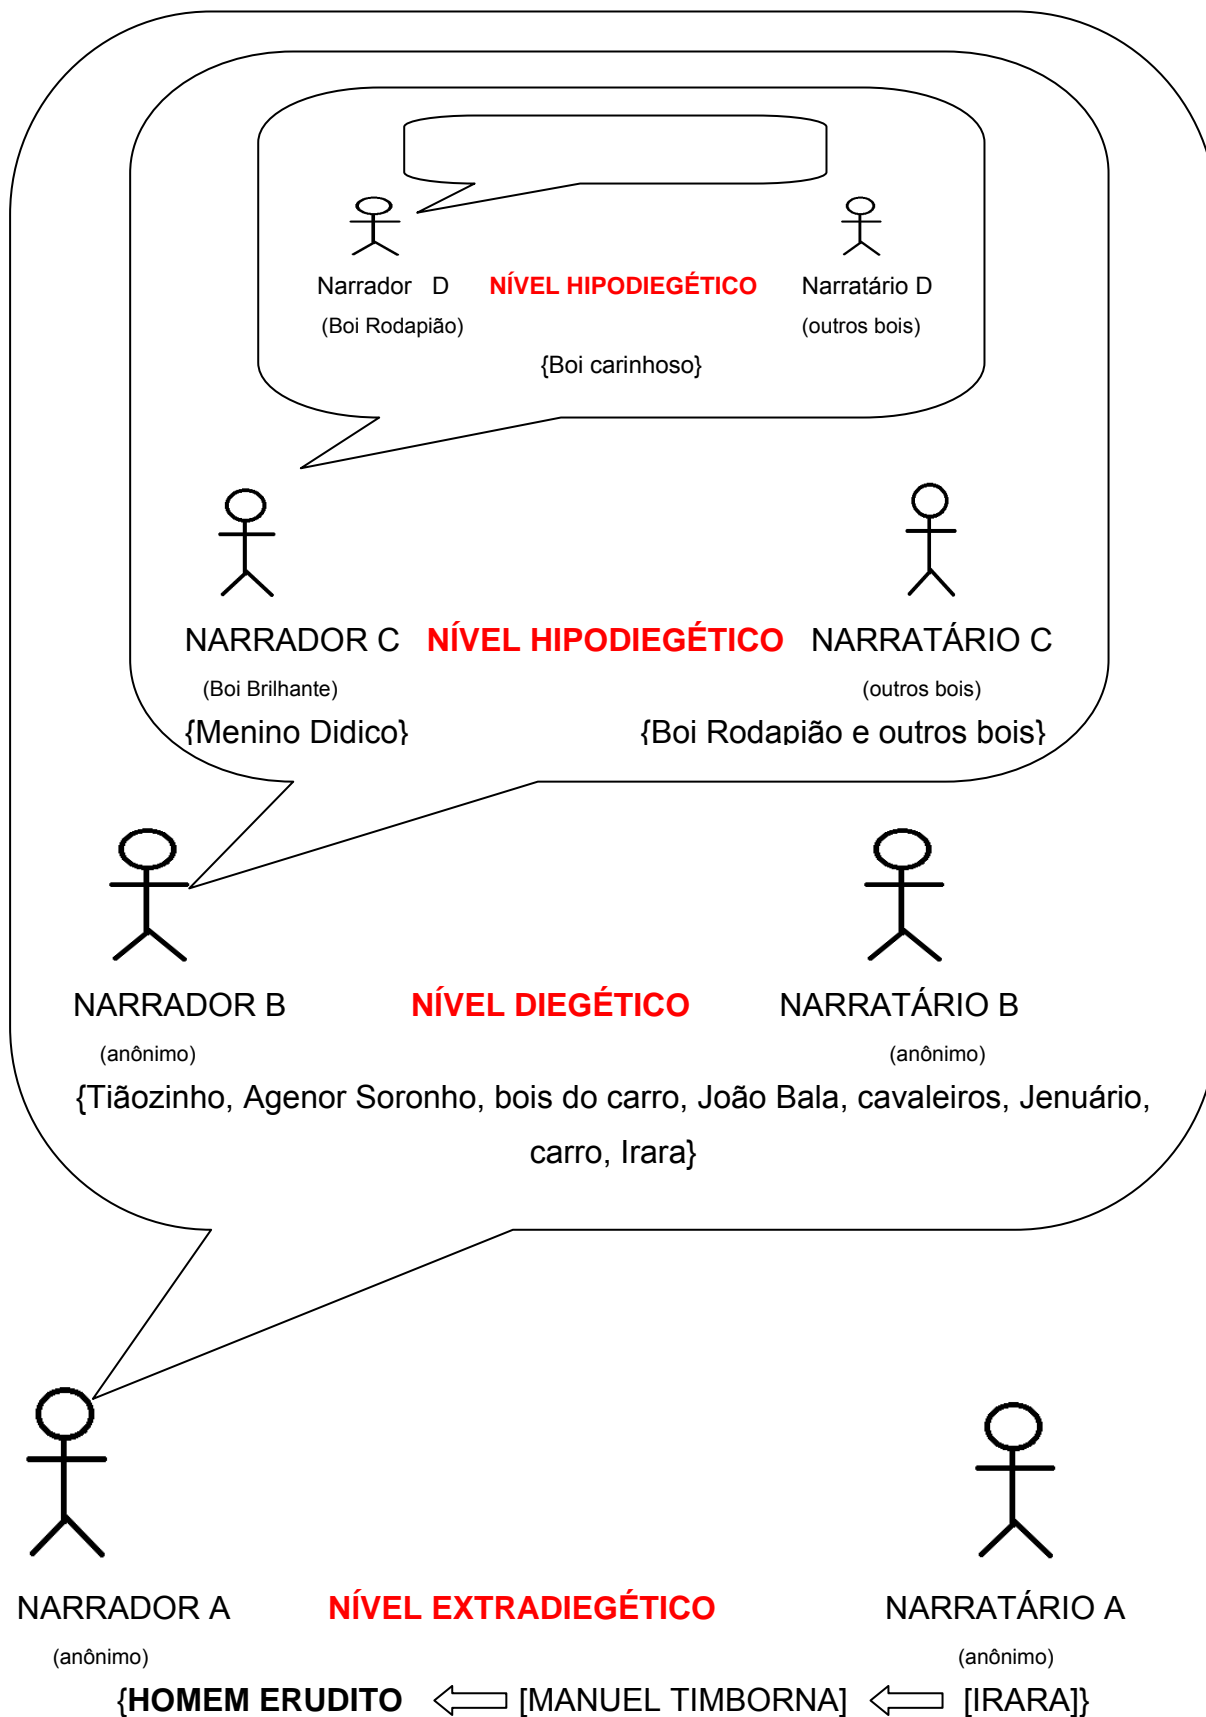 Narrador D NÍVEL HIPODIEGÉTICO Narratário D
(Boi Rodapião) (outros bois)
{Boi carinhoso}
NARRADOR C NÍVEL HIPODIEGÉTICO NARRATÁRIO C
(Boi Brilhante) (outros bois)
{Menino Didico} {Boi Rodapião e outros bois}
NARRADOR B NÍVEL DIEGÉTICO NARRATÁRIO B
(anônimo) (anônimo)
{Tiãozinho, Agenor Soronho, bois do carro, João Bala, cavaleiros, Jenuário,
carro, Irara}
NARRADOR A NÍVEL EXTRADIEGÉTICO NARRATÁRIO A
(anônimo) (anônimo)
{HOMEM ERUDITO [MANUEL TIMBORNA] [IRARA]}